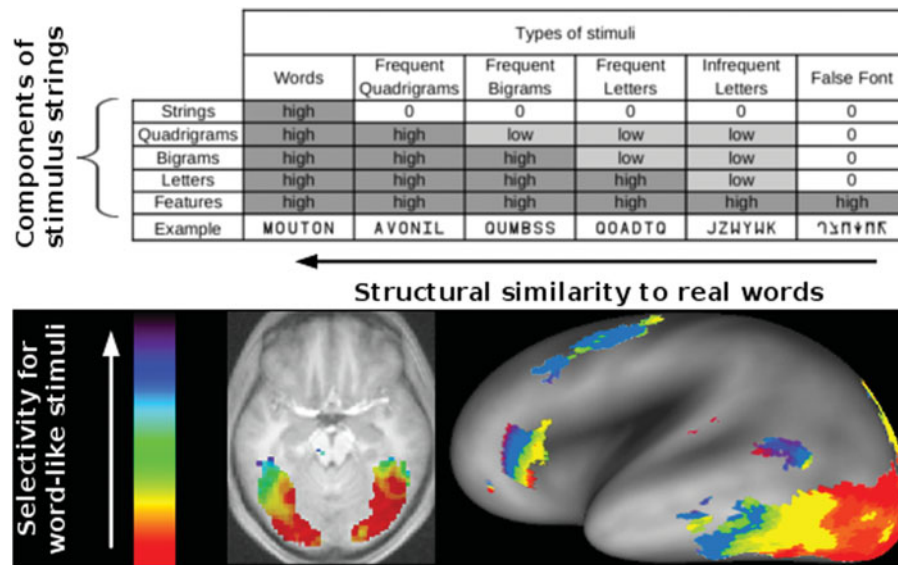 Components of
stimulus strings
Types of stimuli
Words Frequent Quadrigrams Frequent Bigrams Frequent Letters Infrequent Letters False Font
Strings high 0 0 0 0 0
Quadrigrams high high low low low 0
Bigrams high high high low low 0
Letters high high high high low 0
Features high high high high high high
Example MOUTON AVONIL QUMBSS QOADTQ JZWYWK
Structural similarity to real words
Selectivity for
word-like stimuli